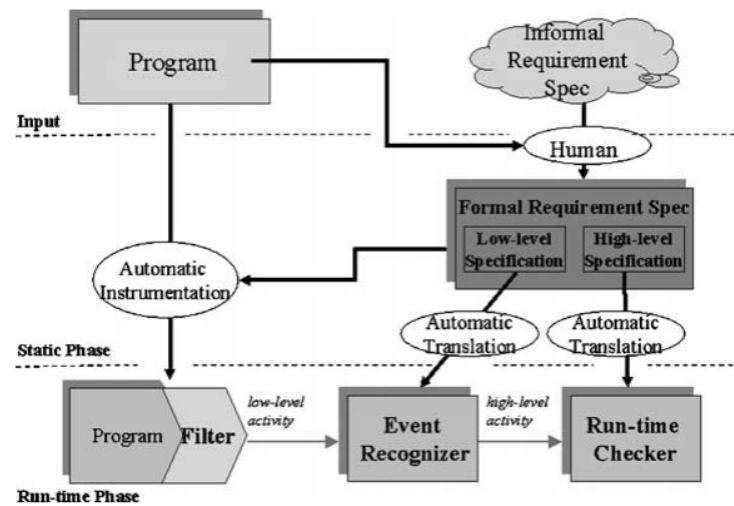 Program
Informal
Requirement
Spec
Input
Human
Formal Requirement Spec
Low-level
Specification
High-level
Specification
Automatic
Instrumentation
Automatic
Translation
Automatic
Translation
Static Phase
Program
Filter
low-level
activity
Event
Recognizer
high-level
activity
Run-time
Checker
Run-time Phase